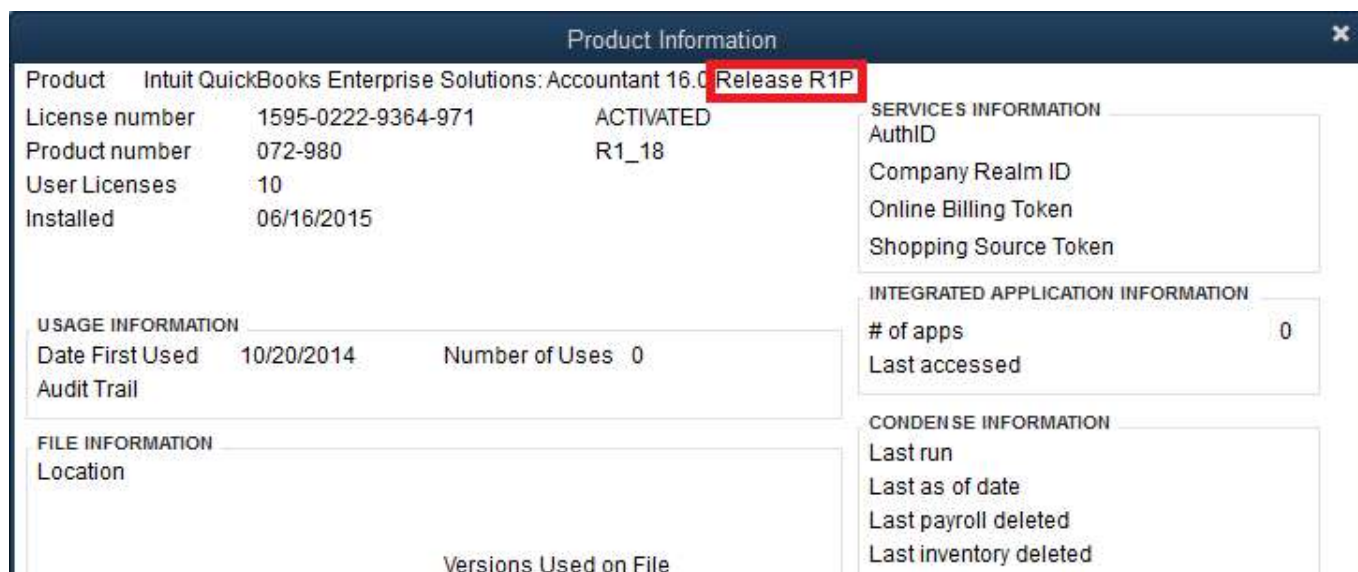 Product Information
Product Intuit QuickBooks Enterprise Solutions: Accountant 16.0 Release R1P
License number 1595-0222-9364-971 ACTIVATED
Product number 072-980 R1_18
User Licenses 10
Installed 06/16/2015
SERVICES INFORMATION
AuthID
Company Realm ID
Online Billing Token
Shopping Source Token
USAGE INFORMATION
Date First Used 10/20/2014 Number of Uses 0
Audit Trail
INTEGRATED APPLICATION INFORMATION
# of apps 0
Last accessed
FILE INFORMATION
Location
Versions Used on File
CONDENSE INFORMATION
Last run
Last as of date
Last payroll deleted
Last inventory deleted